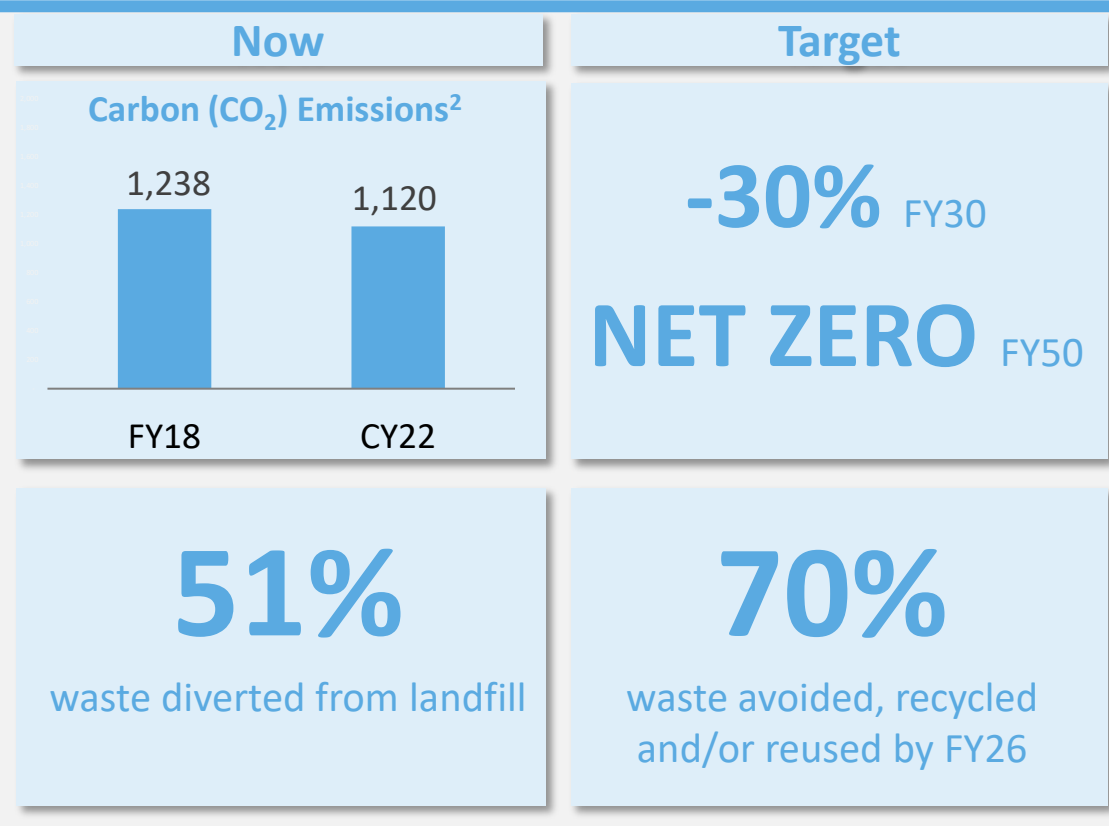 Now
Target
Carbon (CO₂) Emissions²
1,238
1,120
FY18
CY22
-30% FY30
NET ZERO FY50
51%
waste diverted from landfill
70%
waste avoided, recycled
and/or reused by FY26